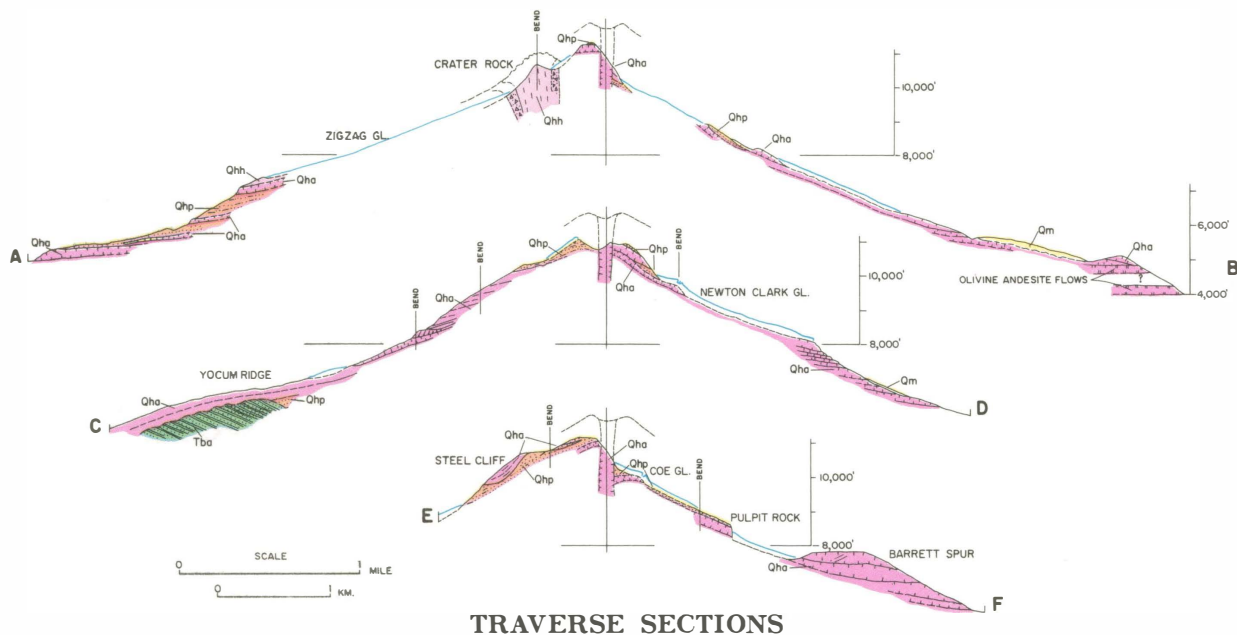 BEND
Qhp
Qha
CRATER ROCK
10,000'
Qhh
Qhp
ZIGZAG GL.
Qha
8,000'
Qhh
Qha
Qhp
6,000'
Qha
Qha
Qm
Qha
A
B
OLIVINE ANDESITE FLOWS
4,000'
BEND
Qhp
Qhp
BEND
10,000'
Qha
NEWTON CLARK GL.
Qha
BEND
8,000'
YOCUM RIDGE
Qha
Qm
Qha
Qhp
C
D
Tba
BEND
Qha
Qha
STEEL CLIFF
Qhp
COE GL.
BEND
Qhp
10,000'
E
PULPIT ROCK
8,000'
BARRETT SPUR
Qha
SCALE
0 1
MILE
0 1
KM.
F
TRAVERSE SECTIONS